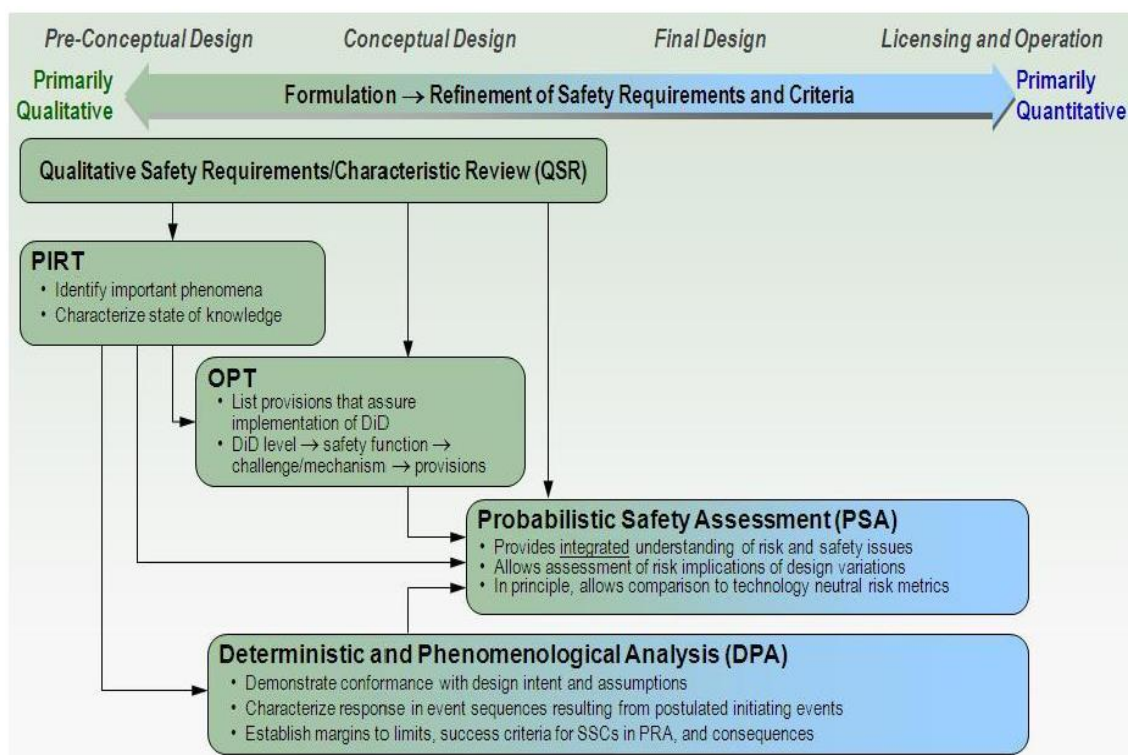 Pre-Conceptual Design Conceptual Design Final Design Licensing and Operation
Primarily
Qualitative
Formulation → Refinement of Safety Requirements and Criteria
Primarily
Quantitative
Qualitative Safety Requirements/Characteristic Review (QSR)
PIRT
• Identify important phenomena
• Characterize state of knowledge
OPT
• List provisions that assure
implementation of DiD
• DiD level → safety function →
challenge/mechanism → provisions
Probabilistic Safety Assessment (PSA)
• Provides integrated understanding of risk and safety issues
• Allows assessment of risk implications of design variations
• In principle, allows comparison to technology neutral risk metrics
Deterministic and Phenomenological Analysis (DPA)
• Demonstrate conformance with design intent and assumptions
• Characterize response in event sequences resulting from postulated initiating events
• Establish margins to limits, success criteria for SSCs in PRA, and consequences